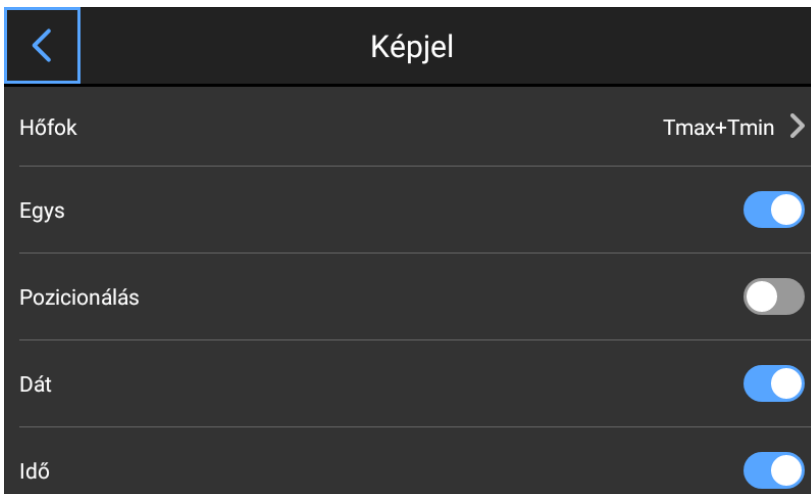 Képjel
Hőfok Tmax+Tmin
Egys
Pozicionálás
Dát
Idő